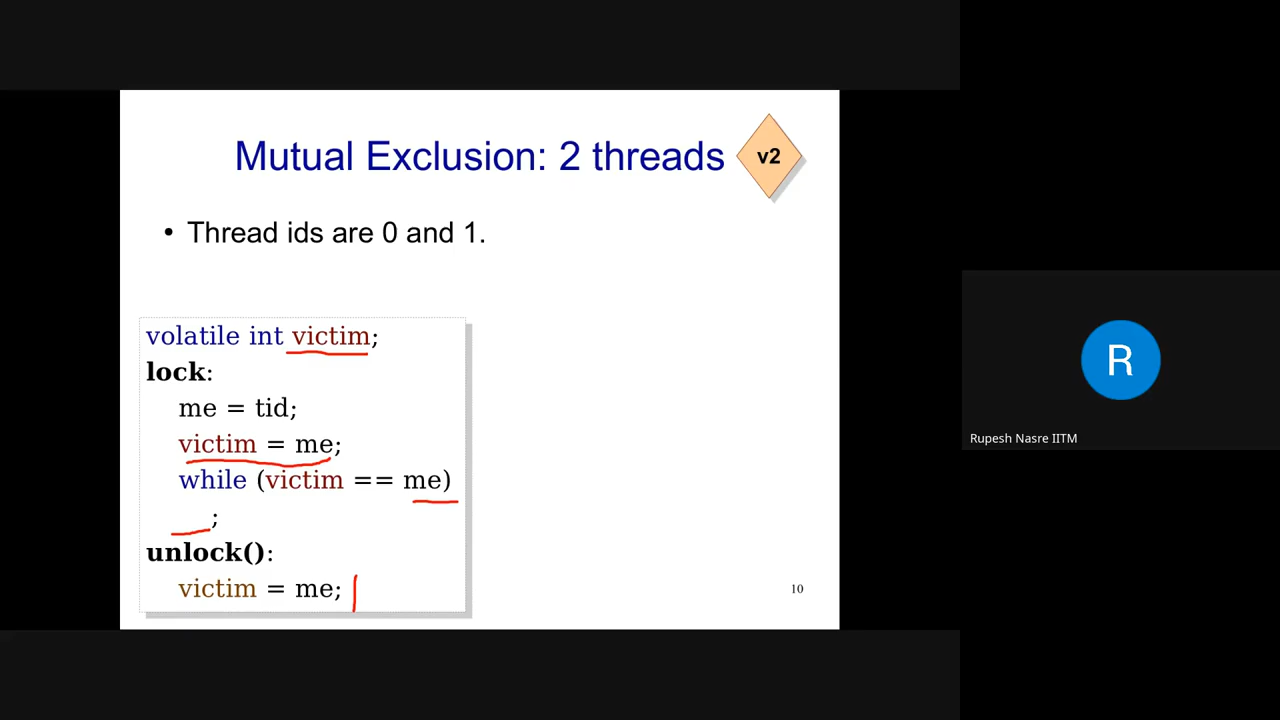 Mutual Exclusion: 2 threads
v2
• Thread ids are 0 and 1.
volatile int victim;
lock:
me = tid;
victim = me;
while (victim == me)
;
unlock():
victim = me;
10
R
Rupesh Nasre IITM